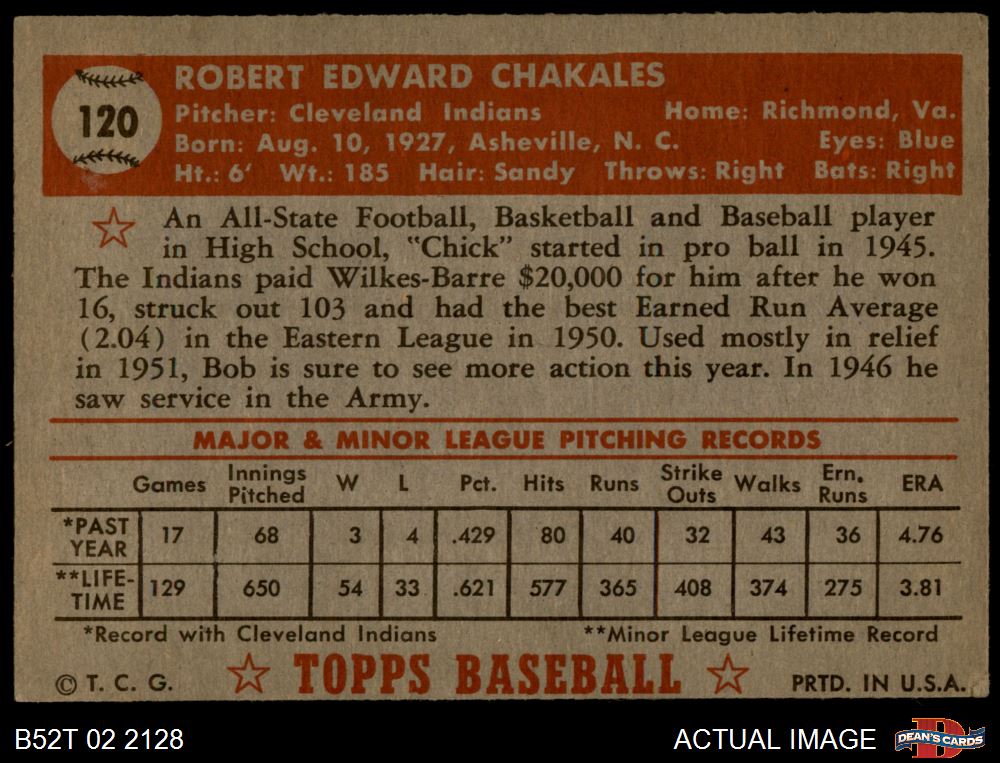 120
ROBERT EDWARD CHAKALES
Pitcher: Cleveland Indians Home: Richmond, Va.
Born: Aug. 10, 1927, Asheville, N. C. Eyes: Blue
Ht.: 6' Wt.: 185 Hair: Sandy Throws: Right Bats: Right
An All-State Football, Basketball and Baseball player
in High School, "Chick" started in pro ball in 1945.
The Indians paid Wilkes-Barre $20,000 for him after he won
16, struck out 103 and had the best Earned Run Average
(2.04) in the Eastern League in 1950. Used mostly in relief
in 1951, Bob is sure to see more action this year. In 1946 he
saw service in the Army.
MAJOR & MINOR LEAGUE PITCHING RECORDS
Games Innings Pitched W L Pct. Hits Runs Strike Outs Walks Ern. Runs ERA
*PAST YEAR 17 68 3 4 .429 80 40 32 43 36 4.76
**LIFE-TIME 129 650 54 33 .621 577 365 408 374 275 3.81
*Record with Cleveland Indians **Minor League Lifetime Record
© T. C. G. TOPPS BASEBALL PRTD. IN U.S.A.
B52T 02 2128 ACTUAL IMAGE DEAN'S CARDS